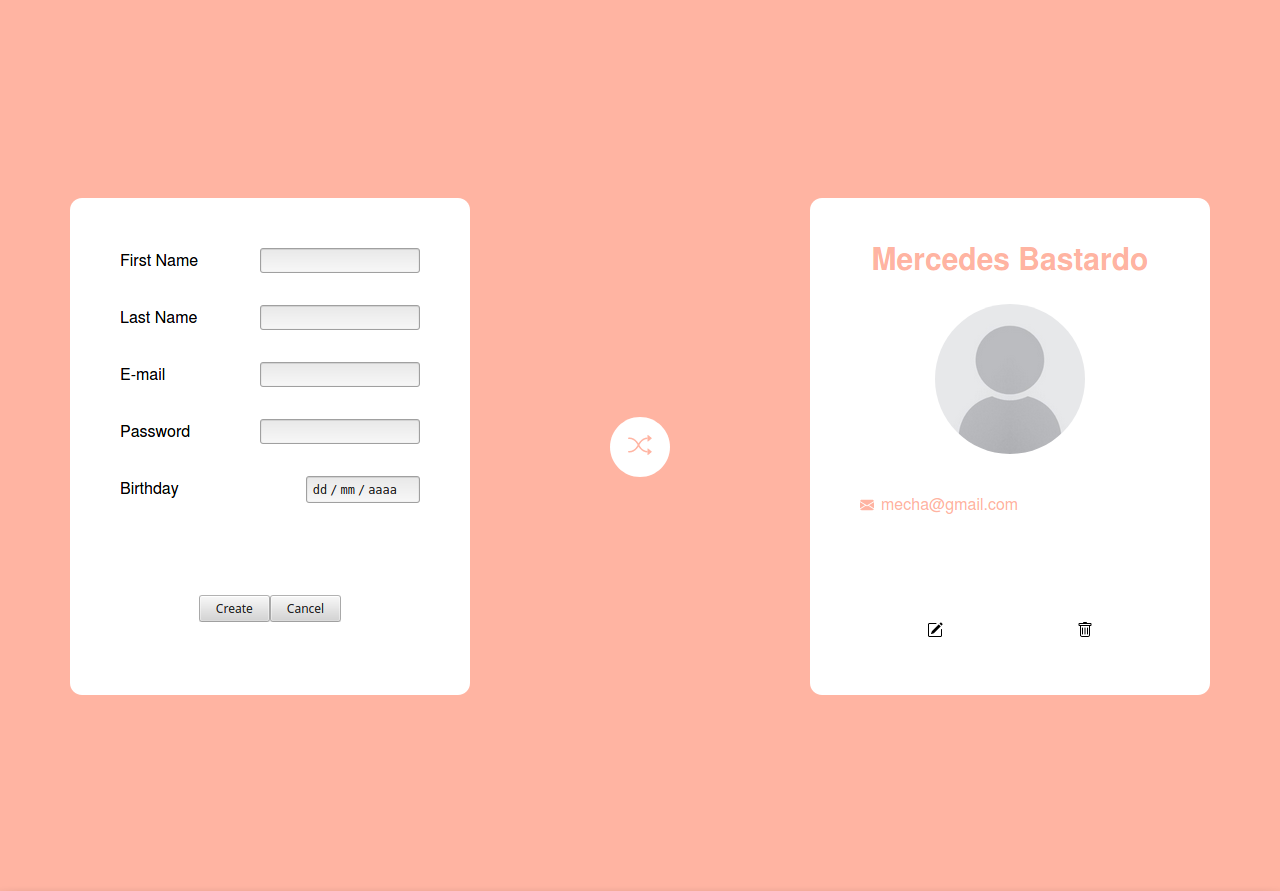 First Name
Last Name
E-mail
Password
Birthday
dd / mm / aaaa
Create
Cancel
Mercedes Bastardo
mecha@gmail.com